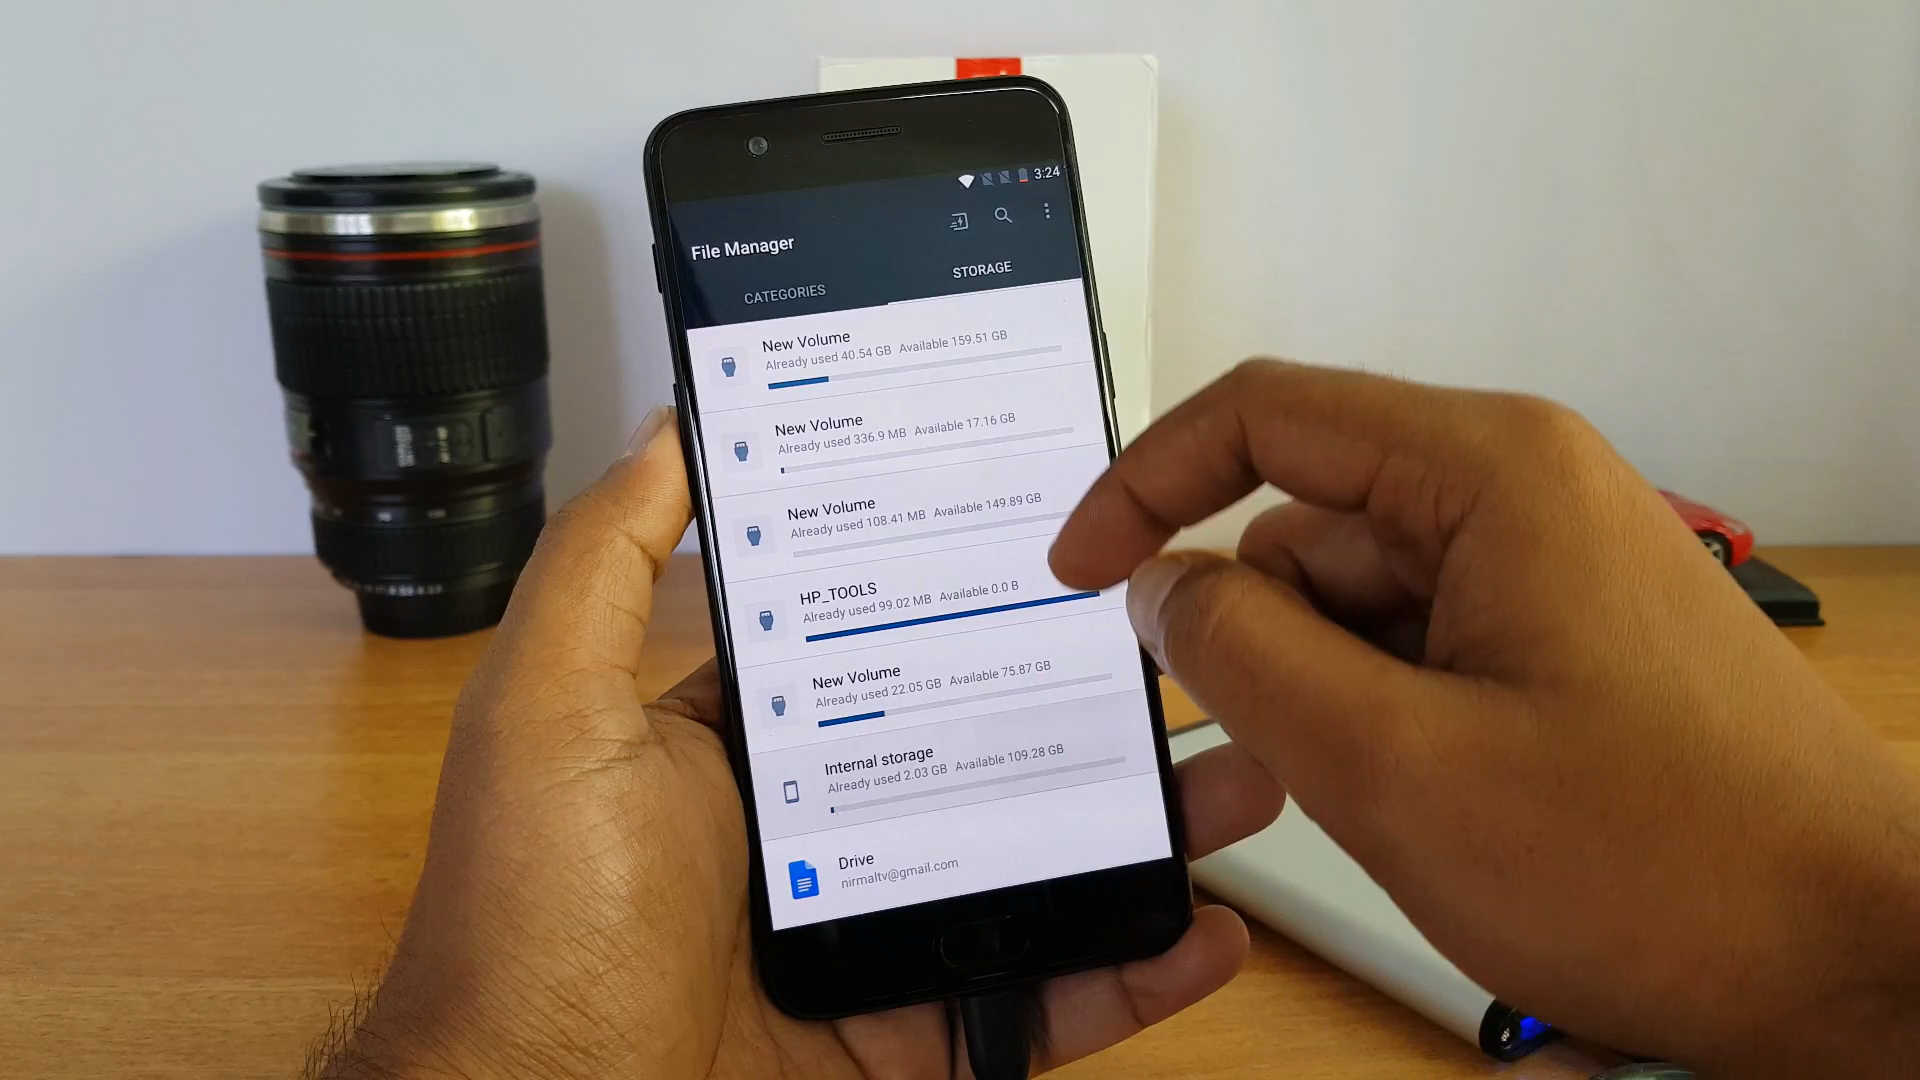 3:24
File Manager
CATEGORIES
STORAGE
New Volume
Already used 40.54 GB Available 159.51 GB
New Volume
Already used 336.9 MB Available 17.16 GB
New Volume
Already used 108.41 MB Available 149.89 GB
HP_TOOLS
Already used 99.02 MB Available 0.0 B
New Volume
Already used 22.05 GB Available 75.87 GB
Internal storage
Already used 2.03 GB Available 109.28 GB
Drive
nirmaltv@gmail.com